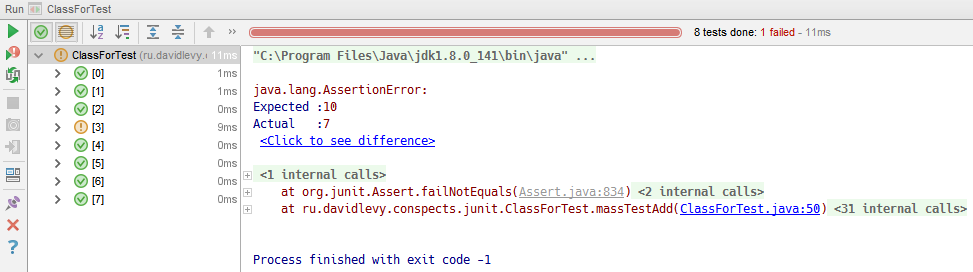 Run ClassForTest
8 tests done: 1 failed - 11ms
ClassForTest (ru.davidlevy. 11ms
[0] 1ms
[1] 1ms
[2] 0ms
[3] 9ms
[4] 0ms
[5] 0ms
[6] 0ms
[7] 0ms
"C:\Program Files\Java\jdk1.8.0_141\bin\java" ...
java.lang.AssertionError:
Expected :10
Actual   :7
<Click to see difference>
<1 internal calls>
at org.junit.Assert.failNotEquals(Assert.java:834) <2 internal calls>
at ru.davidlevy.conspects.junit.ClassForTest.massTestAdd(ClassForTest.java:50) <31 internal calls>
Process finished with exit code -1